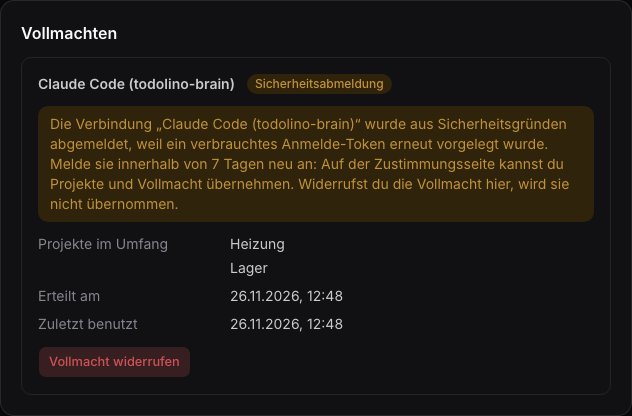 Vollmachten
Claude Code (todolino-brain) Sicherheitsabmeldung
Die Verbindung „Claude Code (todolino-brain)“ wurde aus Sicherheitsgründen
abgemeldet, weil ein verbrauchtes Anmelde-Token erneut vorgelegt wurde.
Melde sie innerhalb von 7 Tagen neu an: Auf der Zustimmungsseite kannst du
Projekte und Vollmacht übernehmen. Widerrufst du die Vollmacht hier, wird sie
nicht übernommen.
Projekte im Umfang Heizung
Lager
Erteilt am 26.11.2026, 12:48
Zuletzt benutzt 26.11.2026, 12:48
Vollmacht widerrufen